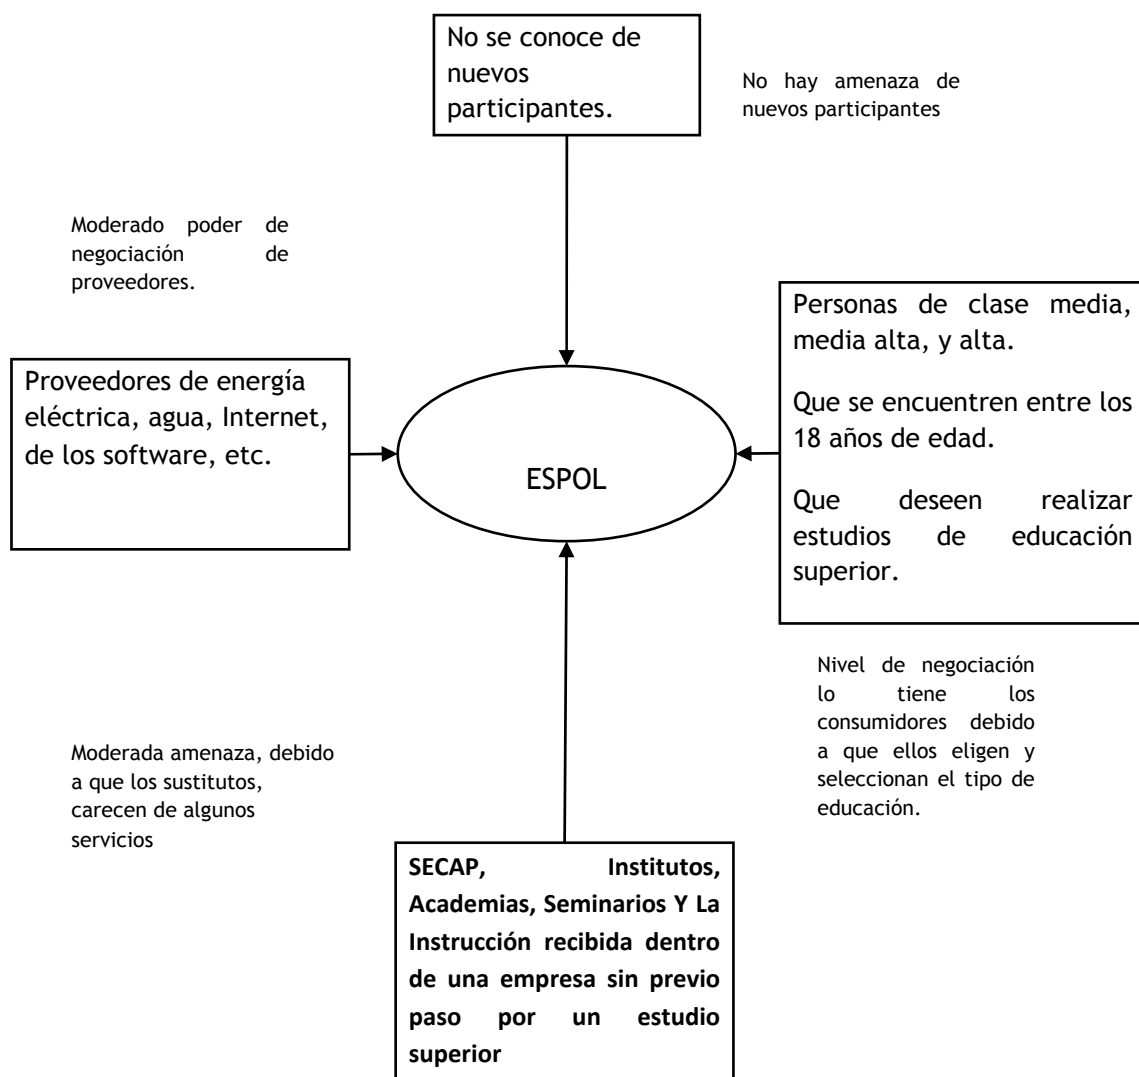 No se conoce de
nuevos
participantes.
No hay amenaza de
nuevos participantes
Moderado poder de
negociación de
proveedores.
Proveedores de energía
eléctrica, agua, Internet,
de los software, etc.
ESPOL
Personas de clase media,
media alta, y alta.
Que se encuentren entre los
18 años de edad.
Que deseen realizar
estudios de educación
superior.
Nivel de negociación
lo tiene los
consumidores debido
a que ellos eligen y
seleccionan el tipo de
educación.
Moderada amenaza, debido
a que los sustitutos,
carecen de algunos
servicios
SECAP, Institutos,
Academias, Seminarios Y La
Instrucción recibida dentro
de una empresa sin previo
paso por un estudio
superior